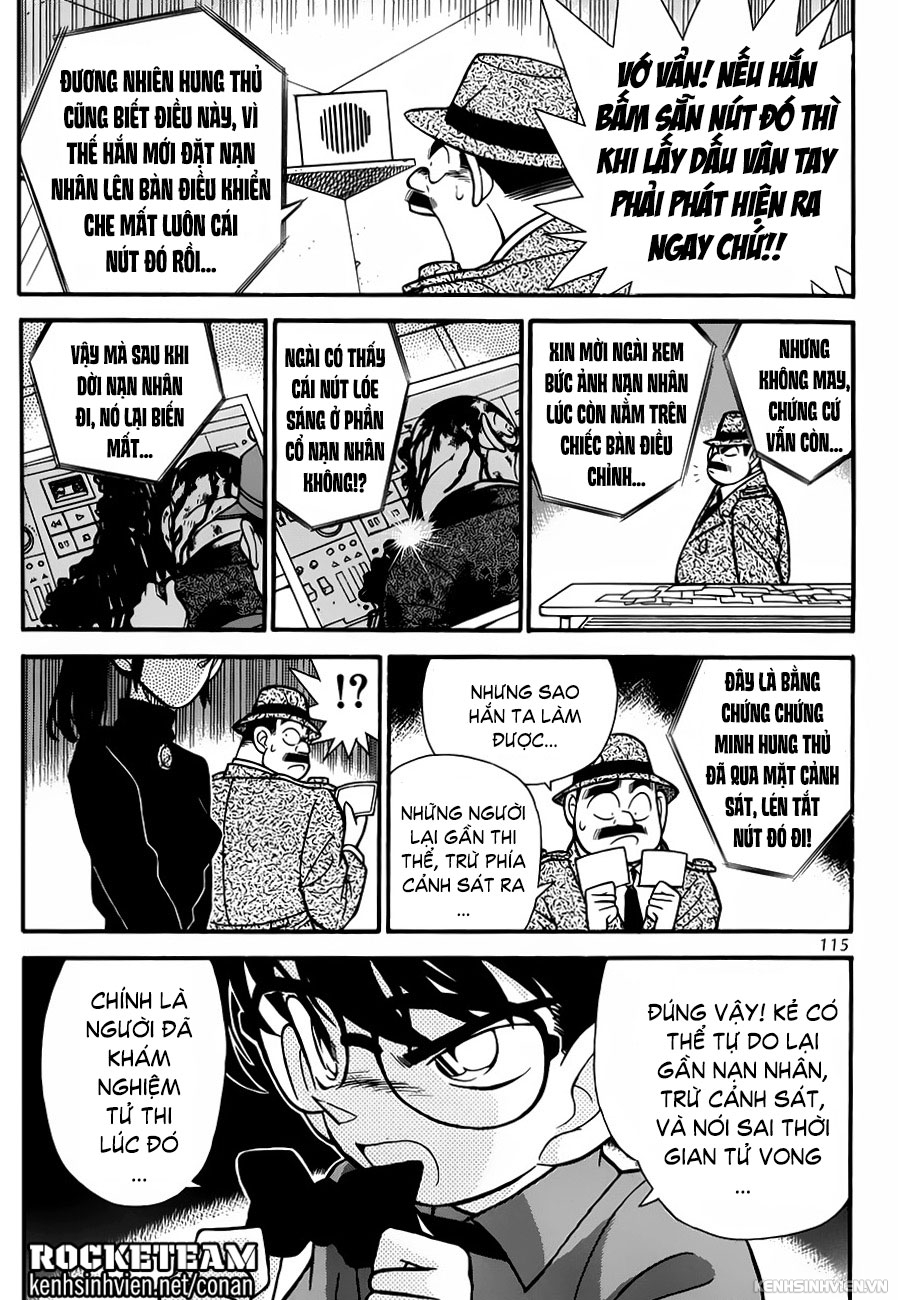 VỚ VẨN! NẾU HẮN
BẤM SẴN NÚT ĐÓ THÌ
KHI LẤY DẤU VÂN TAY
PHẢI PHÁT HIỆN RA
NGAY CHỨ!!
ĐƯƠNG NHIÊN HUNG THỦ
CŨNG BIẾT ĐIỀU NÀY, VÌ
THẾ HẮN MỚI ĐẶT NẠN
NHÂN LÊN BÀN ĐIỀU KHIỂN
CHE MẤT LUÔN CÁI
NÚT ĐÓ RỒI...
NHƯNG
KHÔNG MAY,
CHỨNG CỨ
VẪN CÒN...
XIN MỜI NGÀI XEM
BỨC ẢNH NẠN NHÂN
LÚC CÒN NẰM TRÊN
CHIẾC BÀN ĐIỀU
CHỈNH...
NGÀI CÓ THẤY
CÁI NÚT LÓE
SÁNG Ở PHẦN
CỔ NẠN NHÂN
KHÔNG!?
VẬY MÀ SAU KHI
DỜI NẠN NHÂN
ĐI, NÓ LẠI BIẾN
MẤT...
ĐÂY LÀ BẰNG
CHỨNG CHỨNG
MINH HUNG THỦ
ĐÃ QUA MẶT CẢNH
SÁT, LÉN TẮT
NÚT ĐÓ ĐI!
NHƯNG SAO
HẮN TA LÀM
ĐƯỢC...
NHỮNG NGƯỜI
LẠI GẦN THI
THỂ, TRỪ PHÍA
CẢNH SÁT RA
...
!?
115
ĐÚNG VẬY! KẺ CÓ
THỂ TỰ DO LẠI
GẦN NẠN NHÂN,
TRỪ CẢNH SÁT,
VÀ NÓI SAI THỜI
GIAN TỬ VONG
...
CHÍNH LÀ
NGƯỜI ĐÃ
KHÁM
NGHIỆM
TỬ THI
LÚC ĐÓ
...
ROCKETEAM
kenhsinhvien.net/conan
KENHSINHVIEN.VN